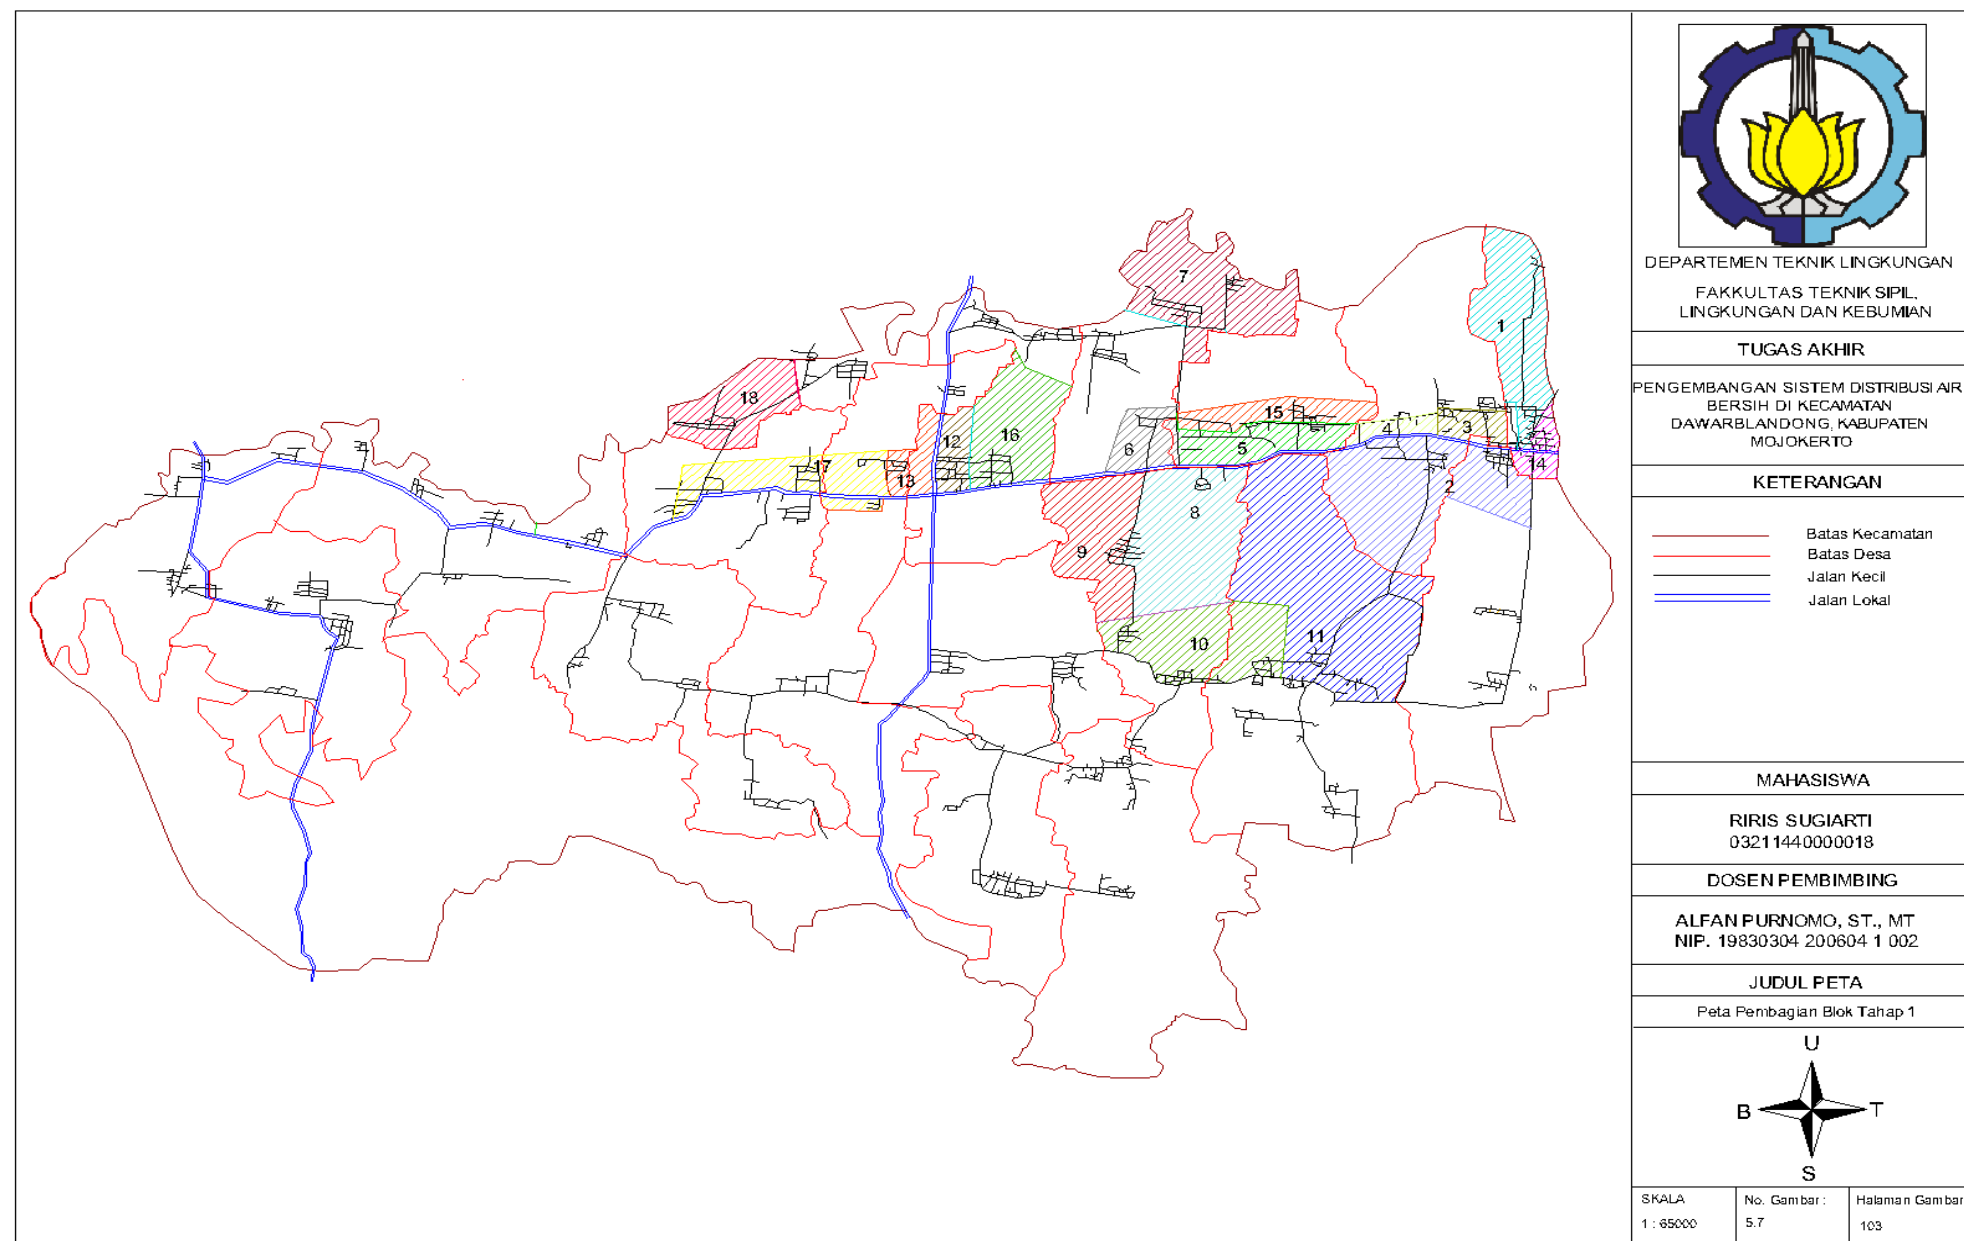 7
1
18
15
12
16
4
3
6
5
17
13
14
2
8
9
10
11
DEPARTEMEN TEKNIK LINGKUNGAN
FAKKULTAS TEKNIK SIPIL,
LINGKUNGAN DAN KEBUMIAN
TUGAS AKHIR
PENGEMBANGAN SISTEM DISTRIBUSI AIR
BERSIH DI KECAMATAN
DAWARBLANDONG, KABUPATEN
MOJOKERTO
KETERANGAN
Batas Kecamatan
Batas Desa
Jalan Kecil
Jalan Lokal
MAHASISWA
RIRIS SUGIARTI
03211440000018
DOSEN PEMBIMBING
ALFAN PURNOMO, ST., MT
NIP. 19830304 200604 1 002
JUDUL PETA
Peta Pembagian Blok Tahap 1
U
B T
S
SKALA
1 : 65000
No. Gambar :
5.7
Halaman Gambar
103